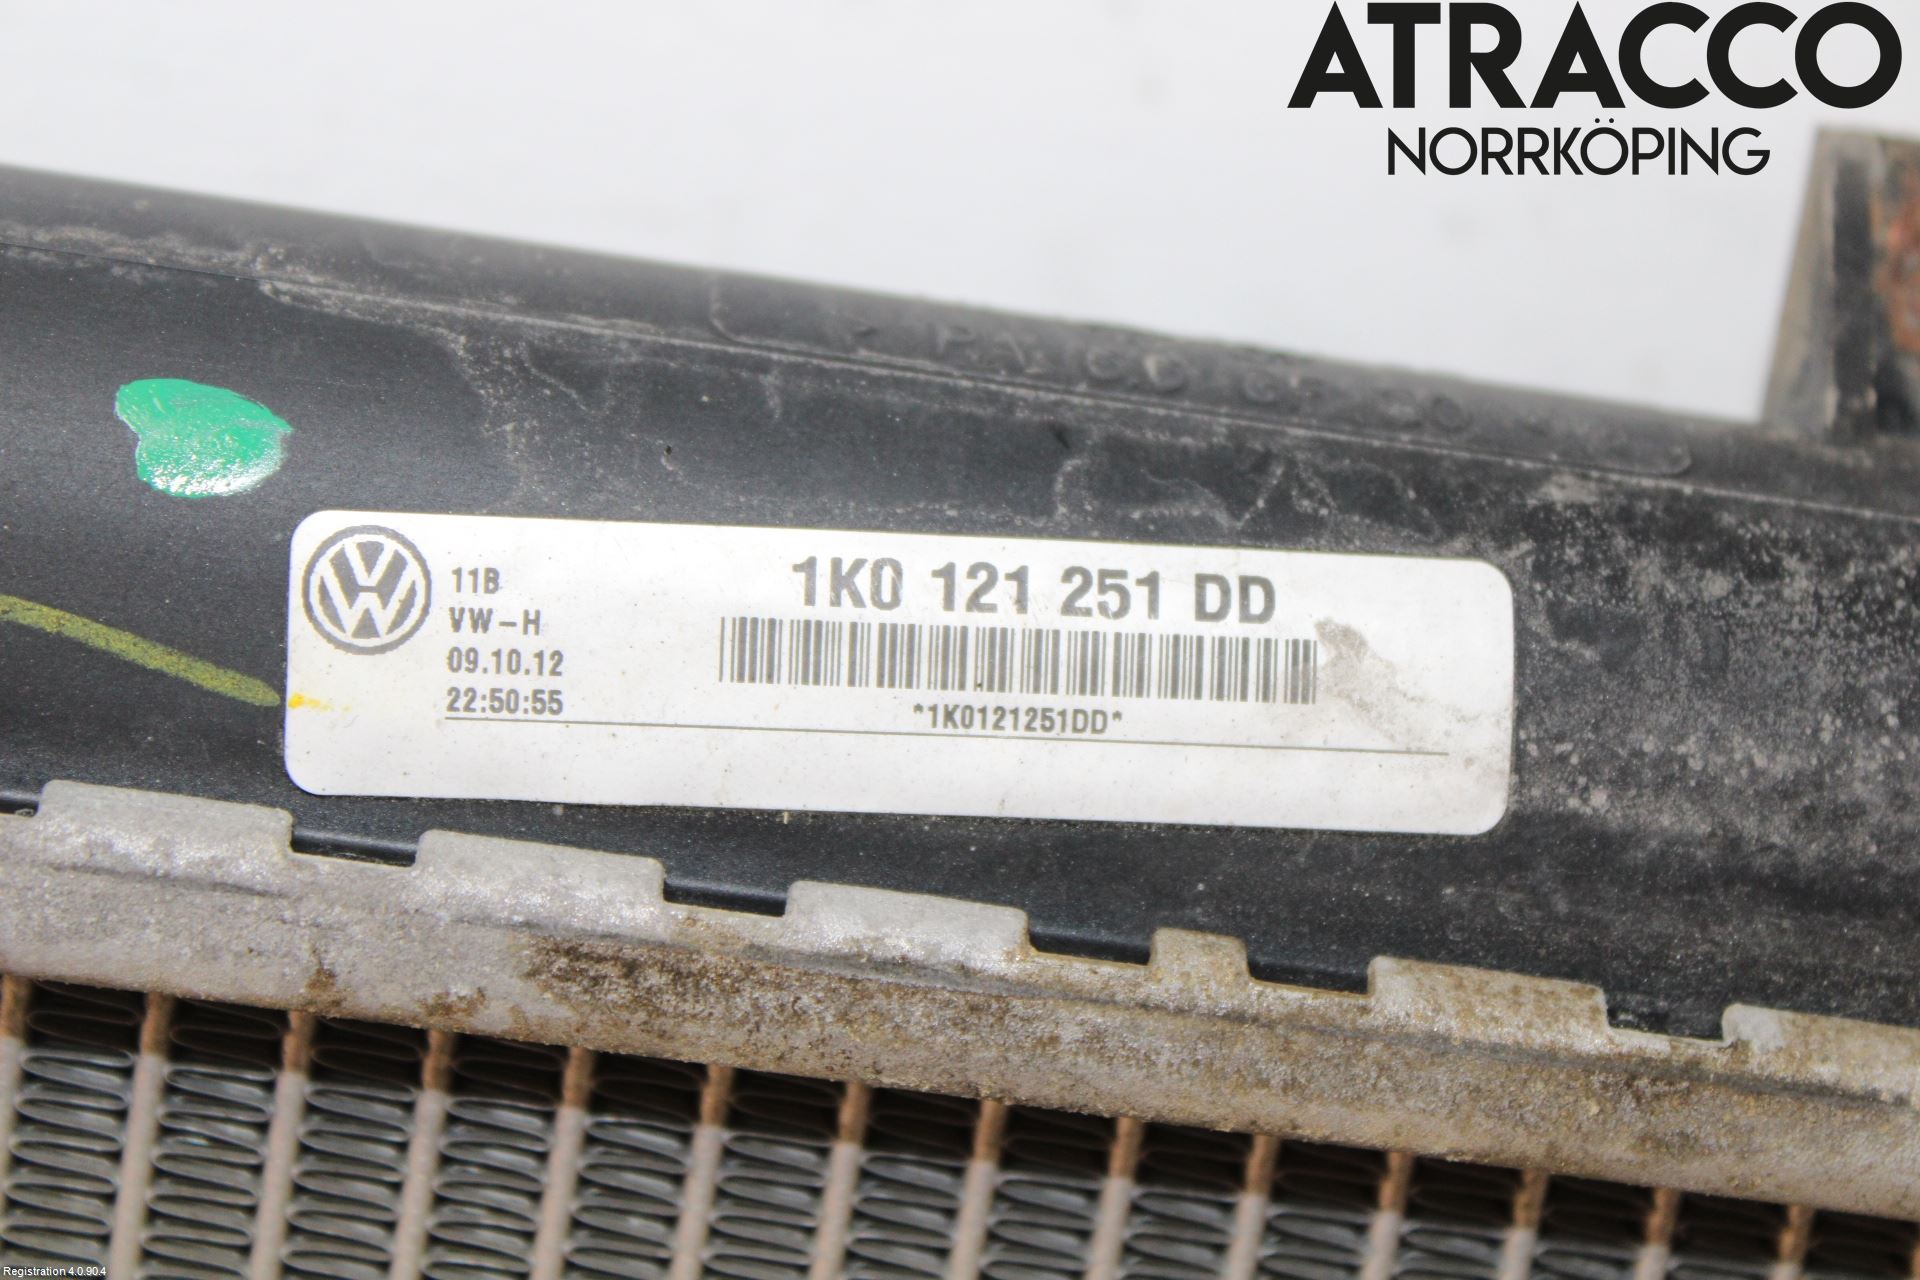 ATRACCO
NORRKÖPING
11B
VW-H
09.10.12
22:50:55
1K0 121 251 DD
*1K0121251DD*
Registration 4.0.90.4